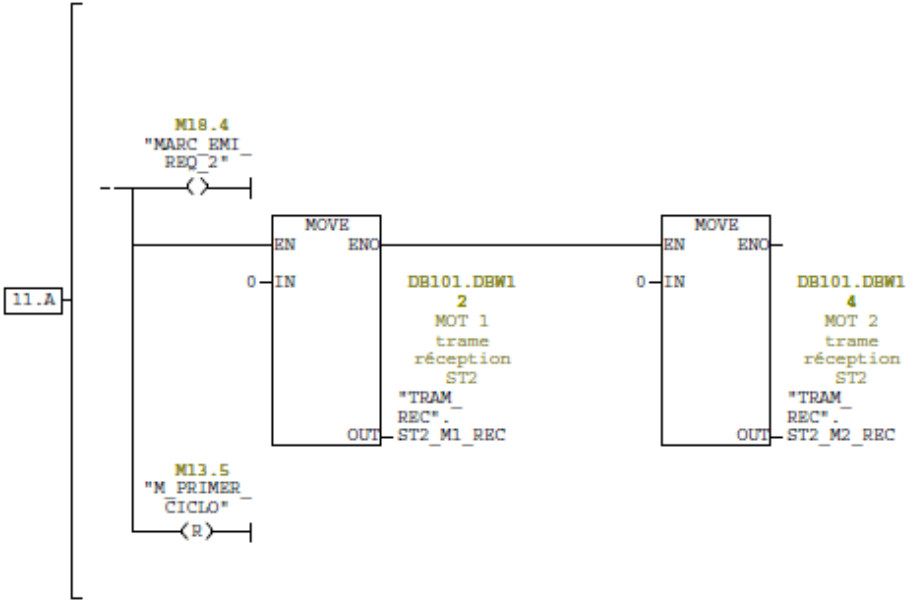 M18.4
"MARC_EMI_
REQ_2"
MOVE
EN ENO
0 IN
DB101.DBW1
2
MOT 1
trame
réception
ST2
"TRAM_
REC".
OUT ST2_M1_REC
MOVE
EN ENO
0 IN
DB101.DBW1
4
MOT 2
trame
réception
ST2
"TRAM_
REC".
OUT ST2_M2_REC
11.A
M13.5
"M_PRIMER_
CICLO"
(R)